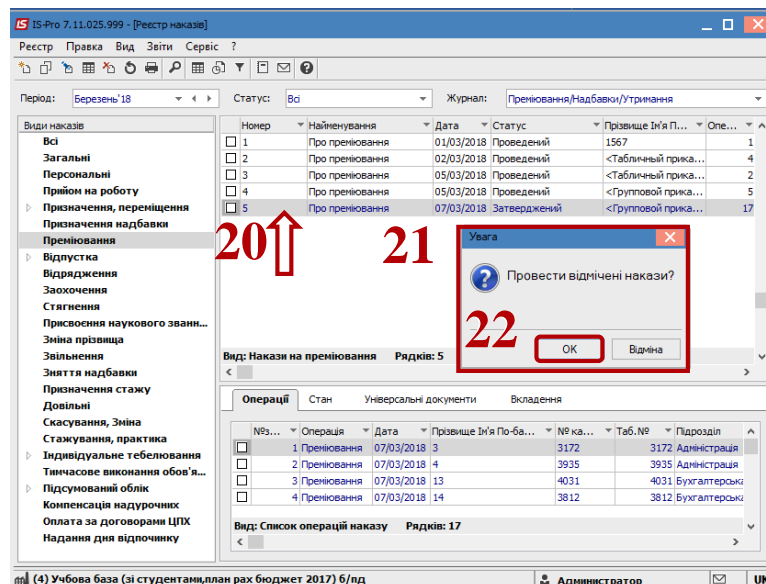 IS-Pro 7.11.025.999 - [Реєстр наказів]
Реєстр Правка Вид Звіти Сервіс ?
Період: Березень'18 Статус: Всі Журнал: Преміювання/Надбавки/Утримання
Види наказів
Всі
Загальні
Персональні
Прийом на роботу
Призначення, переміщення
Призначення надбавки
Преміювання
Відпустка
Відрядження
Заохочення
Стягнення
Присвоєння наукового званн...
Зміна прізвища
Звільнення
Зняття надбавки
Призначення стажу
Довільні
Скасування, Зміна
Стажування, практика
Індивідуальне тебелювання
Тимчасове виконання обов'я...
Підсумований облік
Компенсація надурочних
Оплата за договорами ЦПХ
Надання дня відпочинку
Номер Найменування Дата Статус Прізвище Ім'я П... Опе...
1 Про преміювання 01/03/2018 Проведений 1567 1
2 Про преміювання 02/03/2018 Проведений <Табличный прика... 4
3 Про преміювання 05/03/2018 Проведений <Табличный прика... 2
4 Про преміювання 05/03/2018 Проведений <Групповой прика... 5
5 Про преміювання 07/03/2018 Затверджений <Групповой прика... 17
20 21
Увага
Провести відмічені накази?
22
OK Відміна
Вид: Накази на преміювання Рядків: 5
Операції Стан Універсальні документи Вкладення
№з... Операція Дата Прізвище Ім'я По-ба... № ка... Таб.№ Підрозділ
1 Преміювання 07/03/2018 3 3172 3172 Адміністрація
2 Преміювання 07/03/2018 4 3935 3935 Адміністрація
3 Преміювання 07/03/2018 13 4031 4031 Бухгалтерська
4 Преміювання 07/03/2018 14 3812 3812 Бухгалтерська
Вид: Список операцій наказу Рядків: 17
(4) Учбова база (зі студентами,план рах бюджет 2017) б/пд Администратор